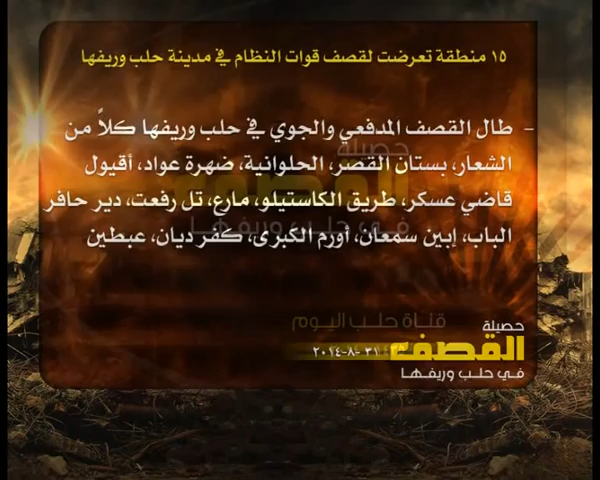 ١٥ منطقة تعرضت لقصف قوات النظام في مدينة حلب وريفها
- طال القصف المدفعي والجوي في حلب وريفها كلاً من
الشعار، بستان القصر، الحلوانية، ضهرة عواد، أقيول
قاضي عسكر، طريق الكاستيلو، مارع، تل رفعت، دير حافر
الباب، إبين سمعان، أورم الكبرى، كفر ديان، عبطين
قناة حلب اليوم
حصيلة
القصف
٣١-٨-٢٠١٤
في حلب وريفها